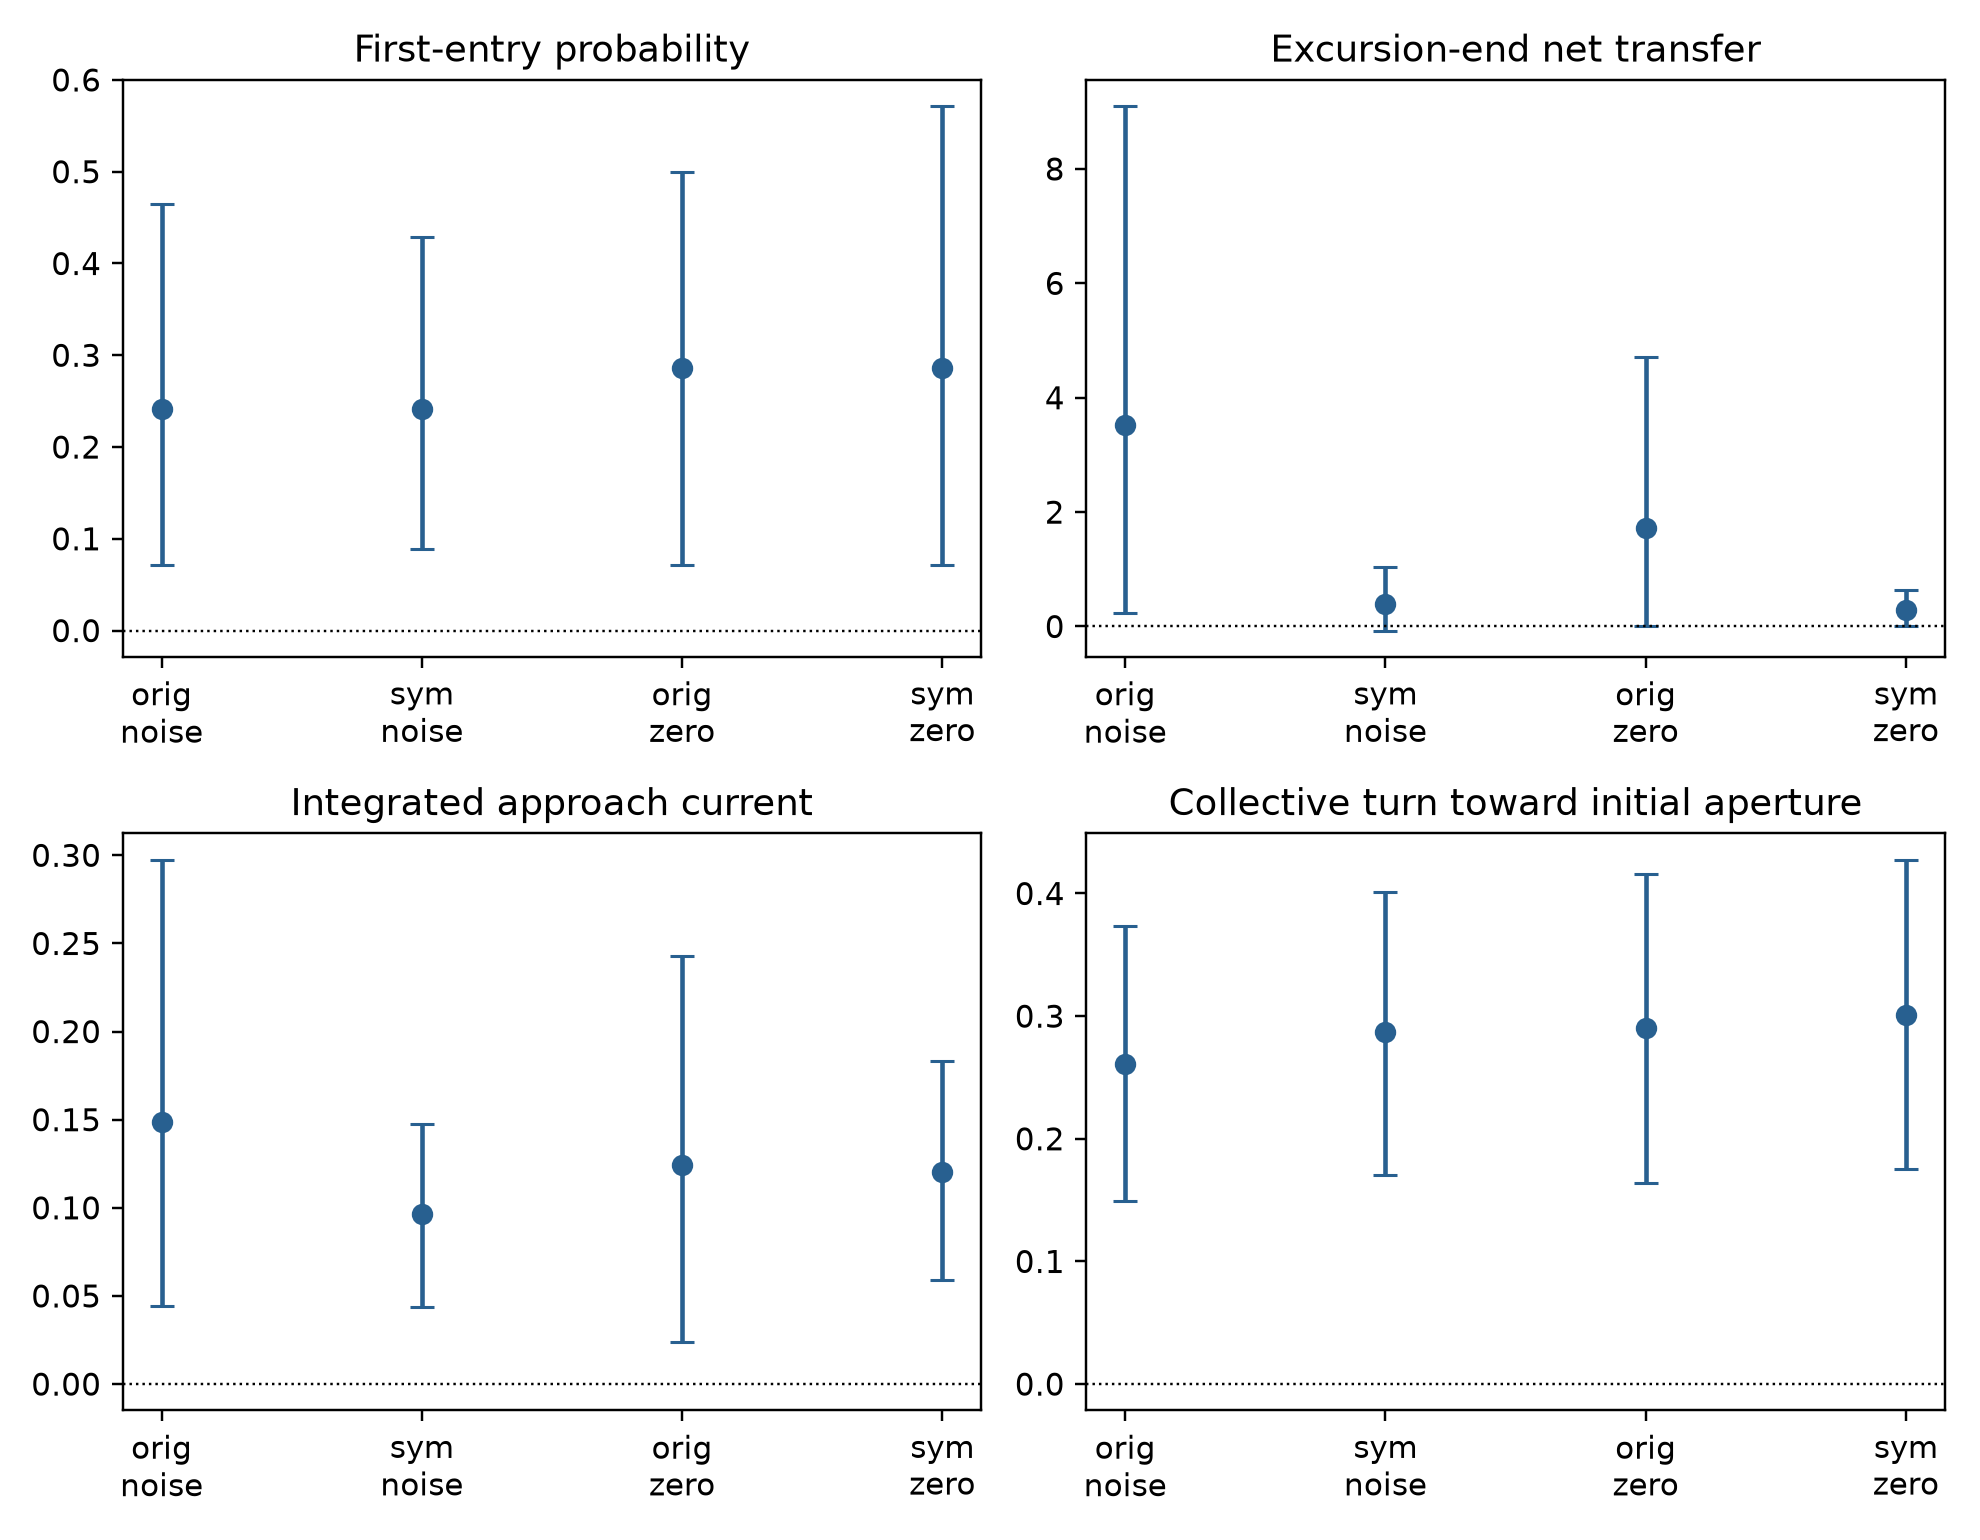 First-entry probability
0.6
0.5
0.4
0.3
0.2
0.1
0.0
orig noise
sym noise
orig zero
sym zero
Excursion-end net transfer
8
6
4
2
0
orig noise
sym noise
orig zero
sym zero
Integrated approach current
0.30
0.25
0.20
0.15
0.10
0.05
0.00
orig noise
sym noise
orig zero
sym zero
Collective turn toward initial aperture
0.4
0.3
0.2
0.1
0.0
orig noise
sym noise
orig zero
sym zero